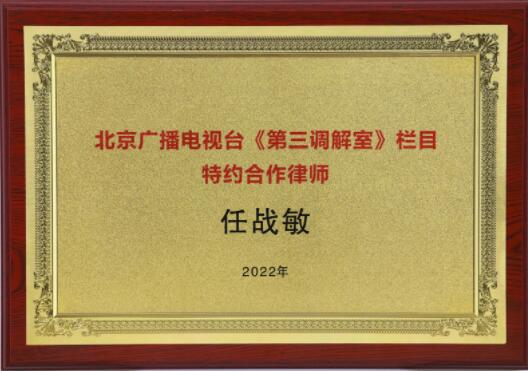 北京广播电视台《第三调解室》栏目
特约合作律师
任战敏
2022年